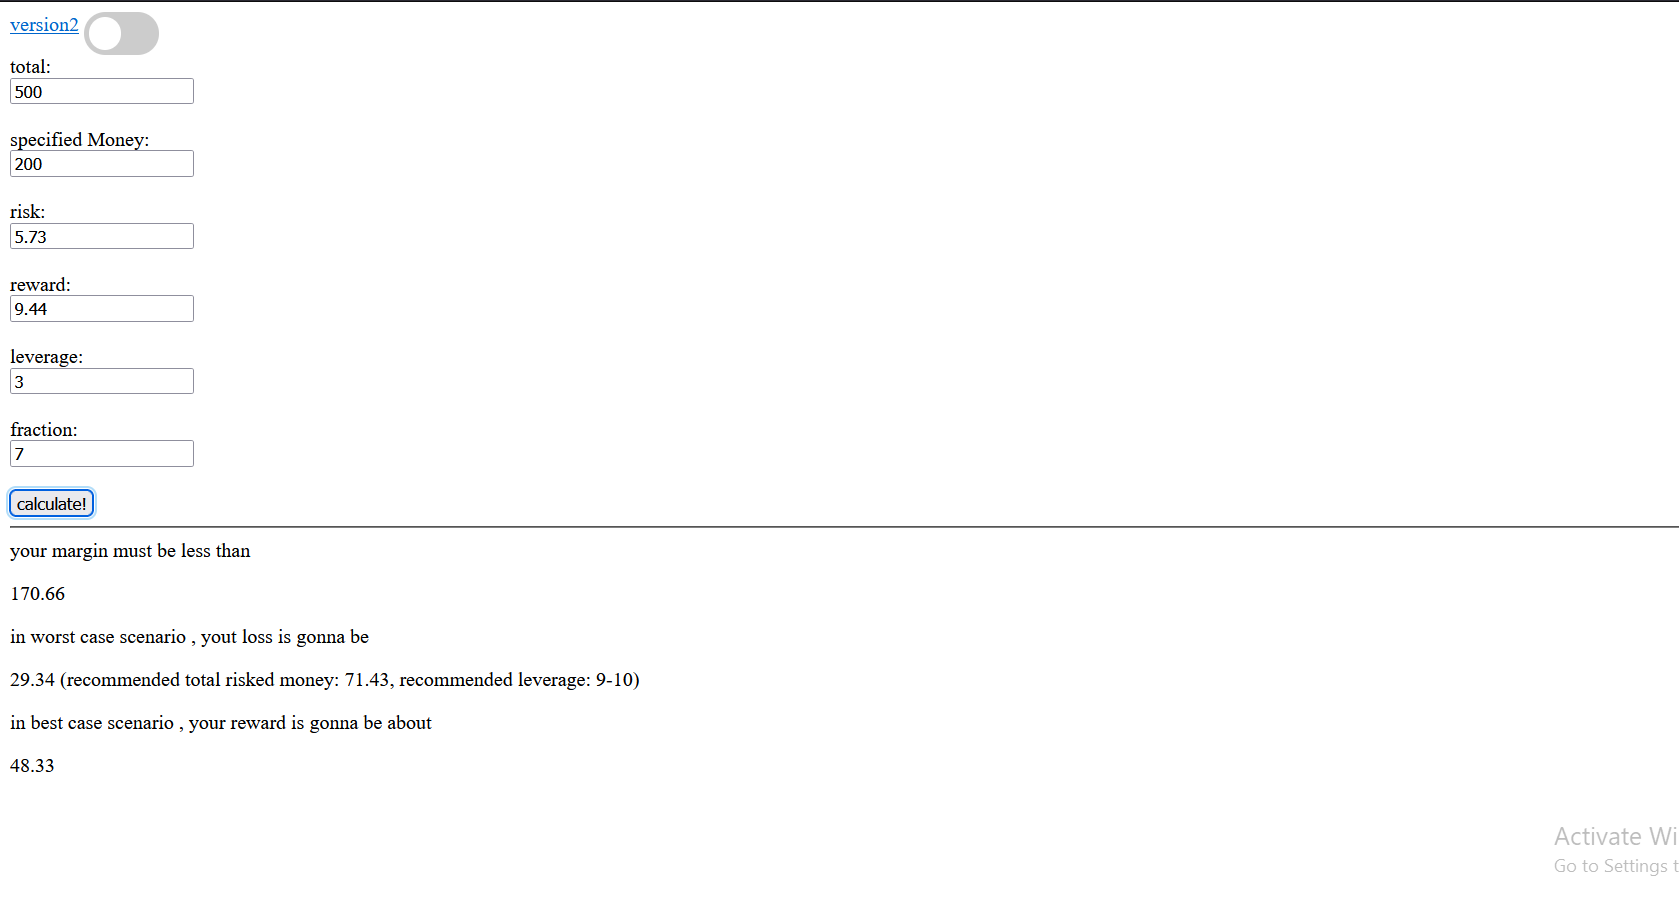 version2
total:
500
specified Money:
200
risk:
5.73
reward:
9.44
leverage:
3
fraction:
7
calculate!
your margin must be less than
170.66
in worst case scenario , yout loss is gonna be
29.34 (recommended total risked money: 71.43, recommended leverage: 9-10)
in best case scenario , your reward is gonna be about
48.33
Activate Wi
Go to Settings t